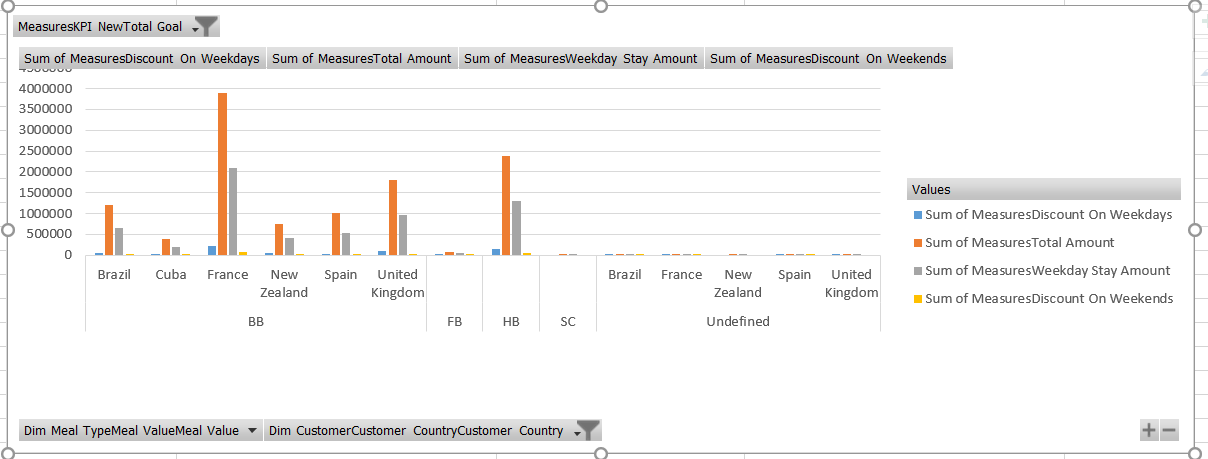 MeasuresKPI NewTotal Goal
Sum of MeasuresDiscount On Weekdays Sum of MeasuresTotal Amount Sum of MeasuresWeekday Stay Amount Sum of MeasuresDiscount On Weekends
4500000
4000000
3500000
3000000
2500000
2000000
1500000
1000000
500000
0
Brazil Cuba France New Zealand Spain United Kingdom Brazil France New Zealand Spain United Kingdom
BB FB HB SC Undefined
Values
Sum of MeasuresDiscount On Weekdays
Sum of MeasuresTotal Amount
Sum of MeasuresWeekday Stay Amount
Sum of MeasuresDiscount On Weekends
Dim Meal TypeMeal ValueMeal Value Dim CustomerCustomer CountryCustomer Country